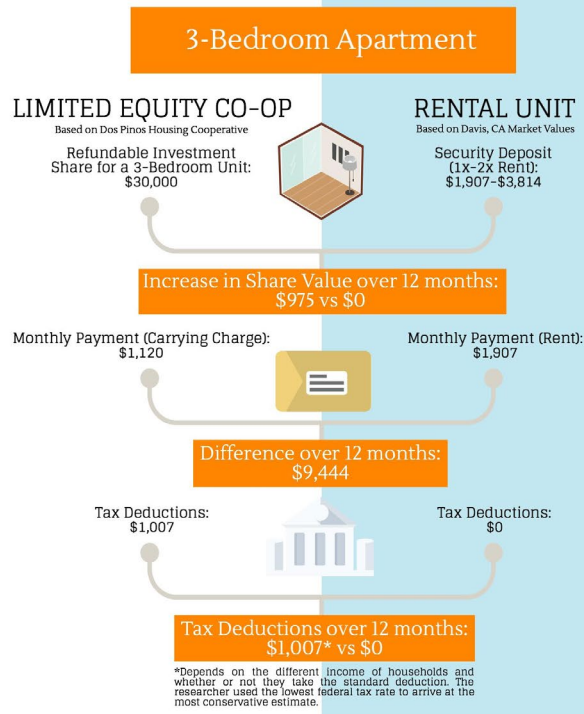 3-Bedroom Apartment
LIMITED EQUITY CO-OP
Based on Dos Pinos Housing Cooperative
Refundable Investment
Share for a 3-Bedroom Unit:
$30,000
RENTAL UNIT
Based on Davis, CA Market Values
Security Deposit
(1x-2x Rent):
$1,907-$3,814
Increase in Share Value over 12 months:
$975 vs $0
Monthly Payment (Carrying Charge):
$1,120
Monthly Payment (Rent):
$1,907
Difference over 12 months:
$9,444
Tax Deductions:
$1,007
Tax Deductions:
$0
Tax Deductions over 12 months:
$1,007* vs $0
*Depends on the different income of households and
whether or not they take the standard deduction. The
researcher used the lowest federal tax rate to arrive at the
most conservative estimate.